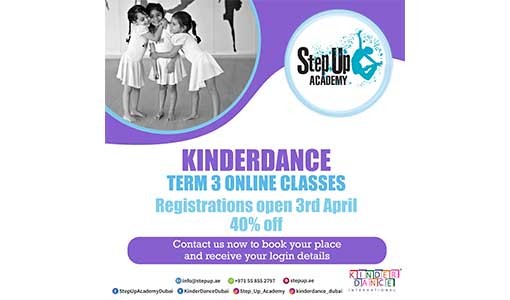 Step Up
ACADEMY
KINDERDANCE
TERM 3 ONLINE CLASSES
Registrations open 3rd April
40% off
Contact us now to book your place
and receive your login details
info@stepup.ae +971 55 855 2797 stepup.ae
StepUpAcademyDubai KinderDanceDubai Step_Up_Academy kinderdance_dubai
KINDER
DANCE
INTERNATIONAL